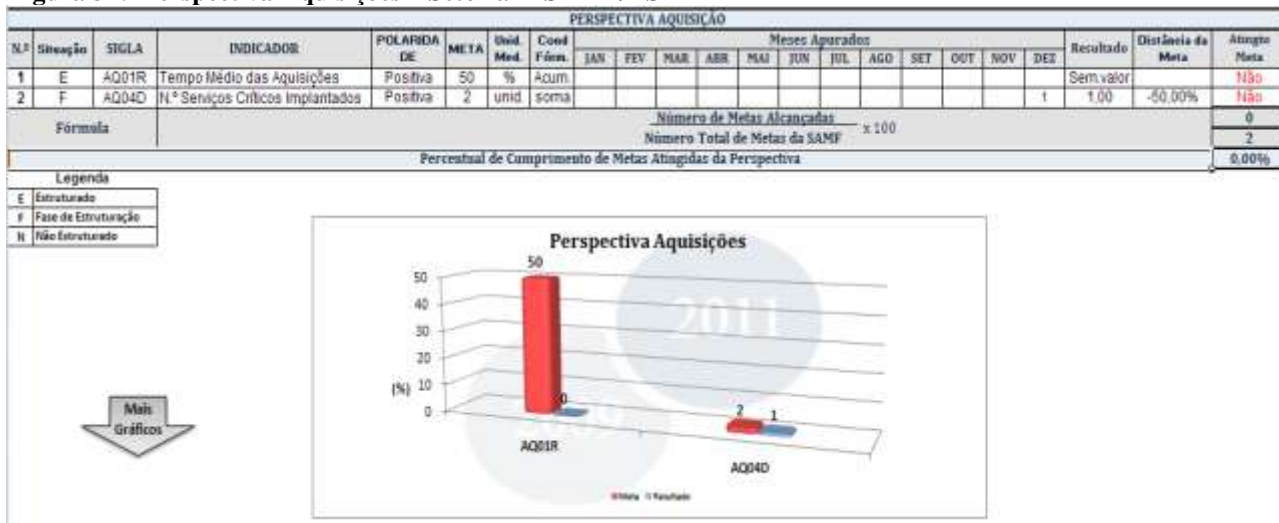 PERSPECTIVA AQUISIÇÃO
N.º Situação SIGLA INDICADOR POLARIDA DE META Unid. Med. Cond Fórm. Meses Apurados Resultado Distância da Meta Atingiu Meta
JAN FEV MAR ABR MAI JUN JUL AGO SET OUT NOV DEZ
1 E AQ01R Tempo Médio das Aquisições Positiva 50 % Acum. Sem valor Não
2 F AQ04D N.º Serviços Críticos Implantados Positiva 2 unid. soma 1 1,00 -50,00% Não
Fórmula Número de Metas Alcançadas x 100 0
Número Total de Metas da SAMF 2
Percentual de Cumprimento de Metas Atingidas da Perspectiva 0,00%
Legenda
E Estruturado
F Fase de Estruturação
N Não Estruturado
Perspectiva Aquisições
50
50
40
30
20
(%) 10
0
0
2 1
2011
2009
AQ01R
AQ04D
Meta Resultado
Mais
Gráficos